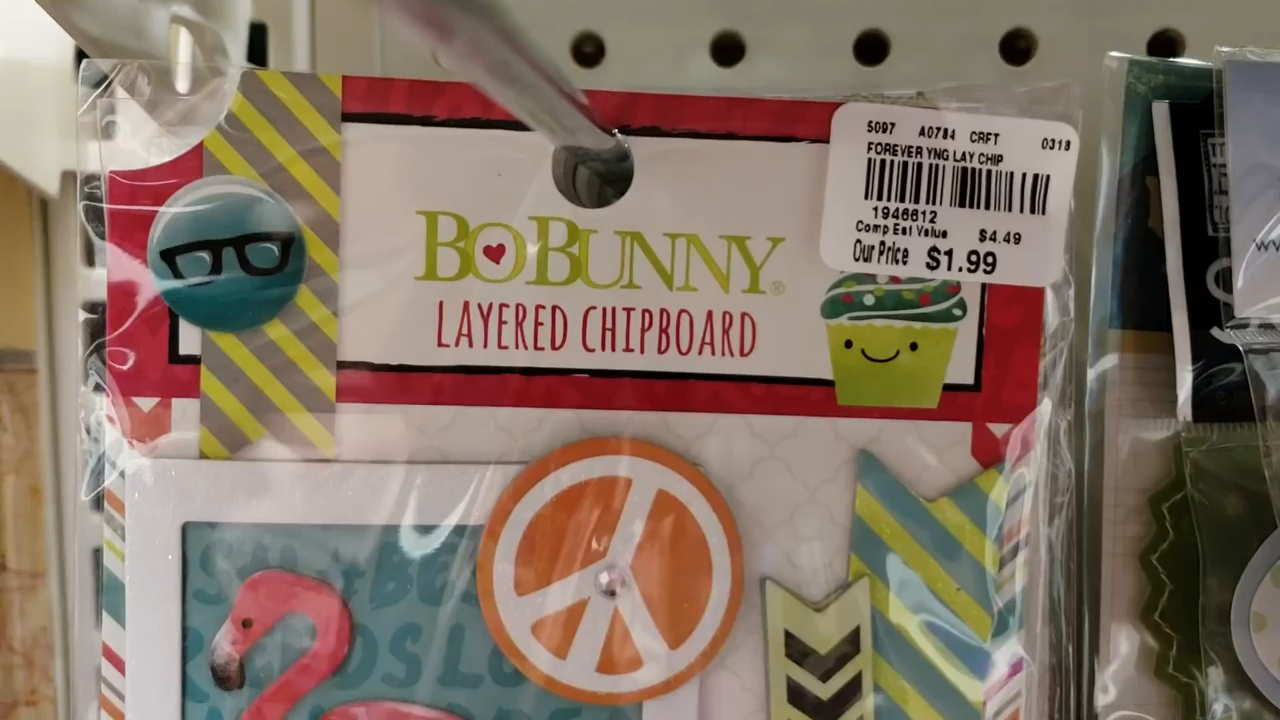 5097 A0784 CRFT 0318
FOREVER YNG LAY CHIP
1946612
Comp Est Value $4.49
Our Price $1.99
BOBUNNY®
LAYERED CHIPBOARD